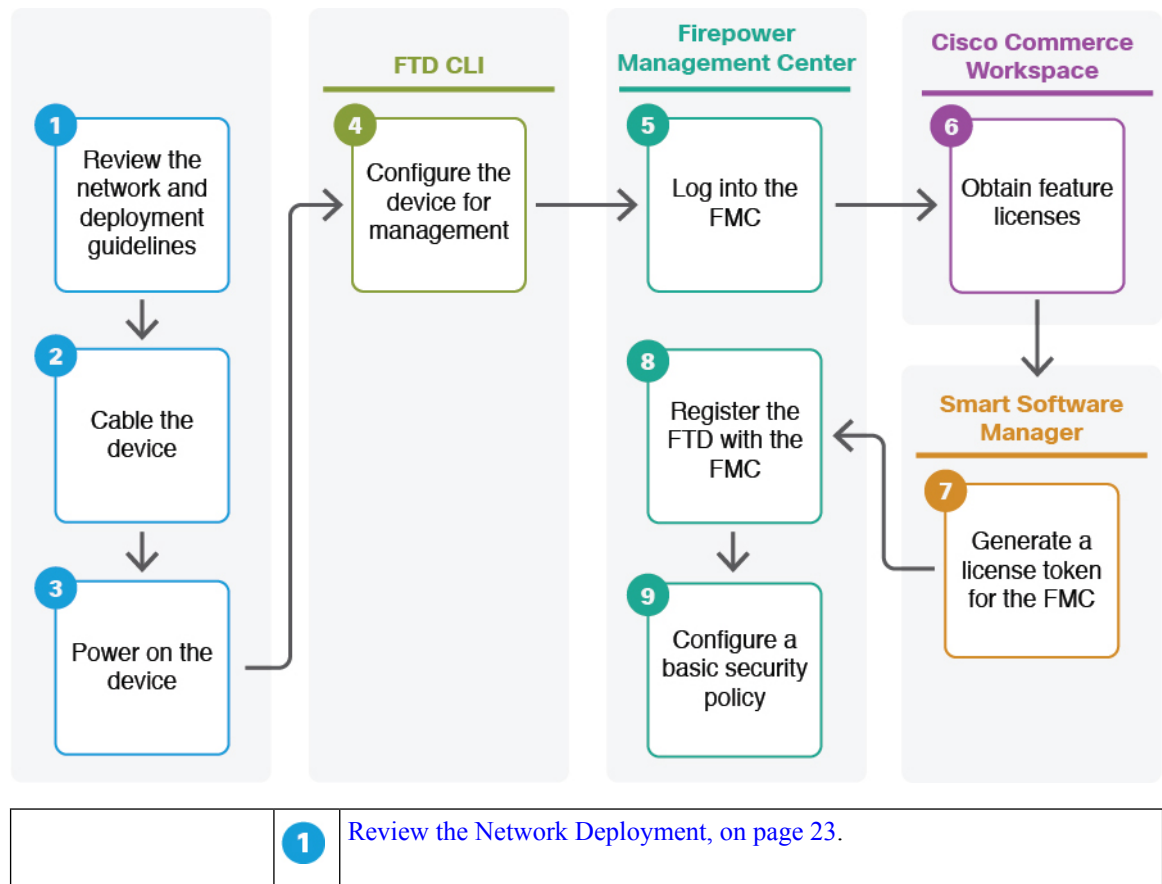 1
Review the
network and
deployment
guidelines
2
Cable the
device
3
Power on the
device
FTD CLI
4
Configure the
device for
management
Firepower
Management Center
5
Log into the
FMC
Cisco Commerce
Workspace
6
Obtain feature
licenses
Smart Software
Manager
7
Generate a
license token
for the FMC
8
Register the
FTD with the
FMC
9
Configure a
basic security
policy
1
Review the Network Deployment, on page 23.